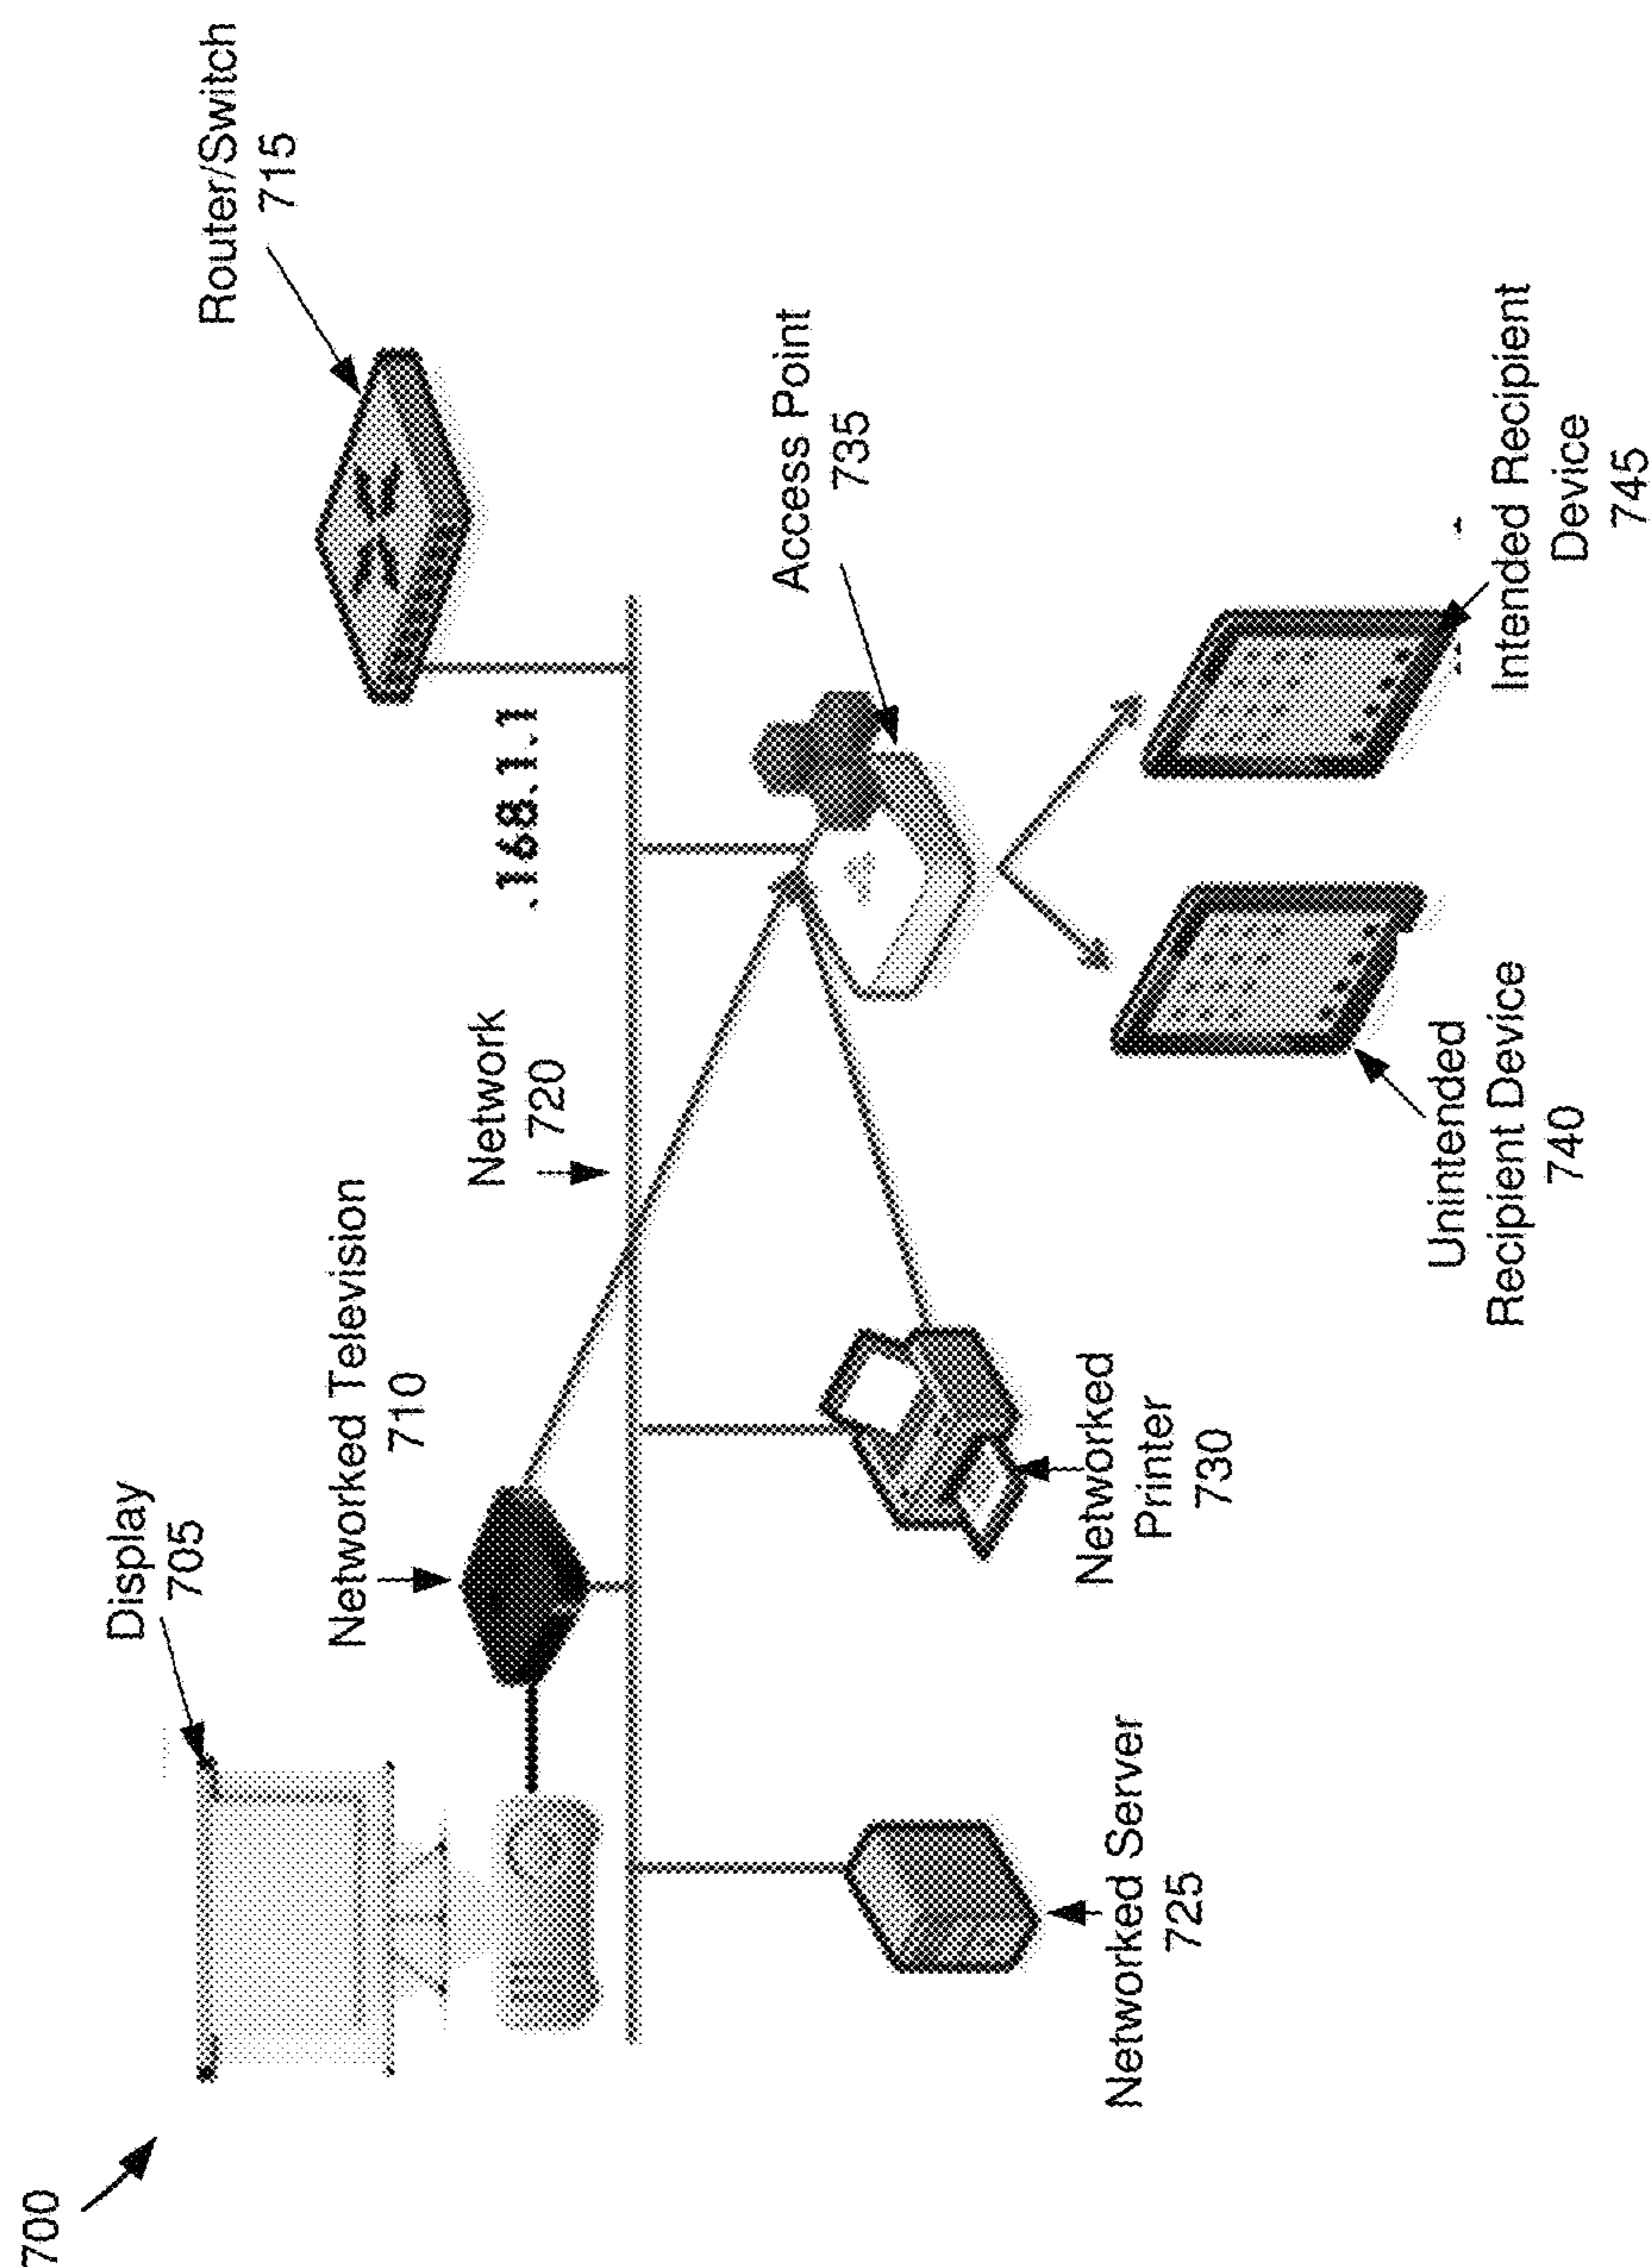 700
Display
705
Networked Television
710
Router/Switch
715
Network
720
.168.1.1
Access Point
735
Networked Server
725
Networked
Printer
730
Unintended
Recipient Device
740
Intended Recipient
Device
745